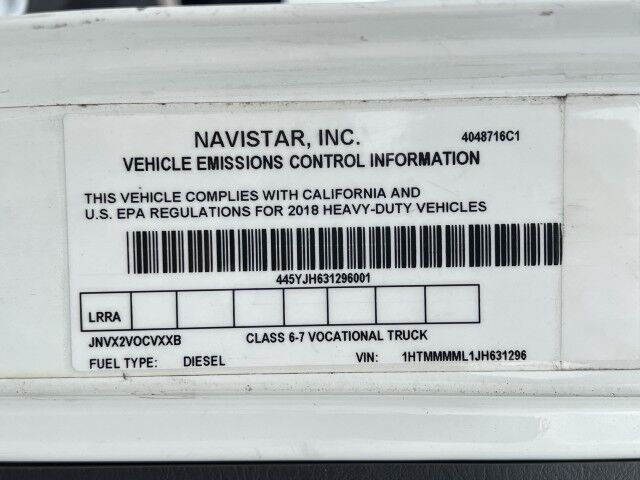 NAVISTAR, INC. 4048716C1
VEHICLE EMISSIONS CONTROL INFORMATION
THIS VEHICLE COMPLIES WITH CALIFORNIA AND
U.S. EPA REGULATIONS FOR 2018 HEAVY-DUTY VEHICLES
445YJH631296001
LRRA
JNVX2VOCVXXB CLASS 6-7 VOCATIONAL TRUCK
FUEL TYPE: DIESEL VIN: 1HTMMMML1JH631296